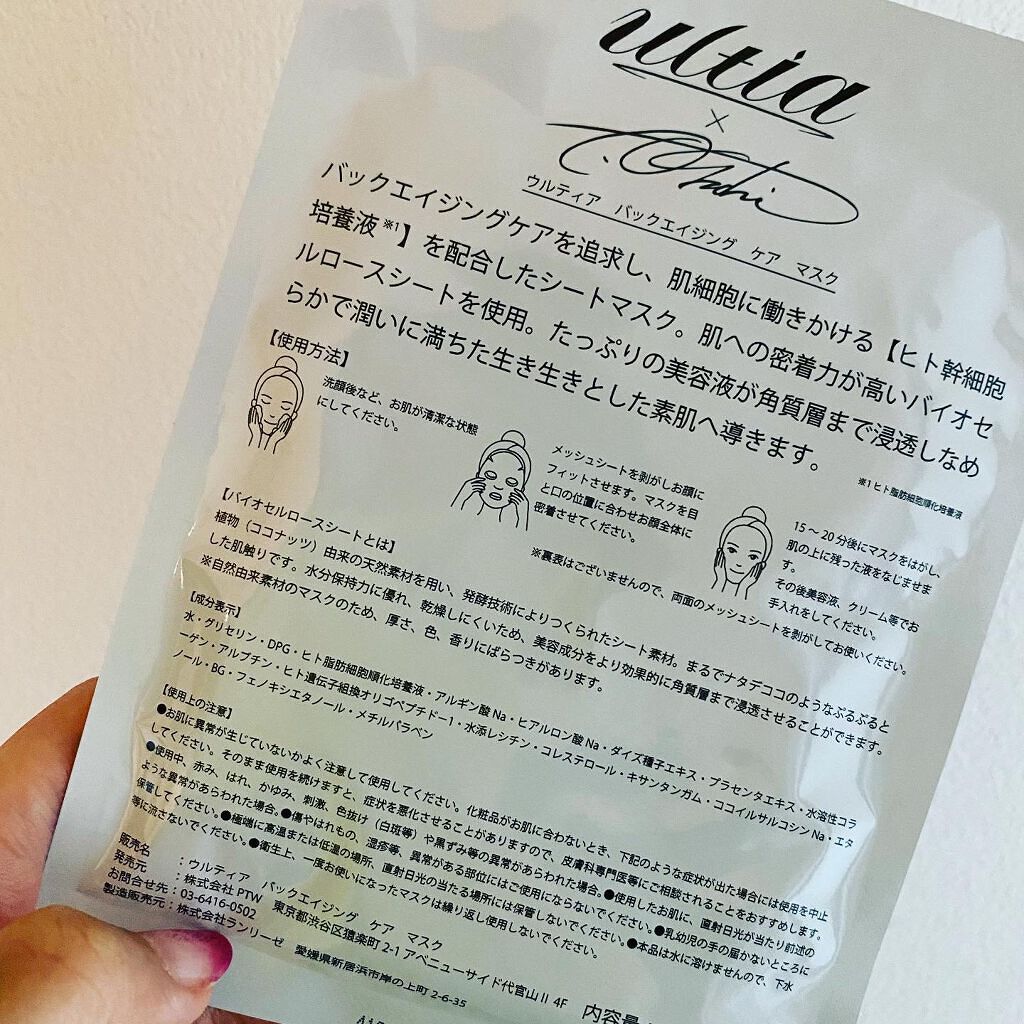 ultia
×
ウルティア バックエイジング ケア マスク
バックエイジングケアを追求し、肌細胞に働きかける【ヒト幹細胞
培養液※1】を配合したシートマスク。肌への密着力が高いバイオセ
ルロースシートを使用。たっぷりの美容液が角質層まで浸透しなめ
らかで潤いに満ちた生き生きとした素肌へ導きます。
※1 ヒト脂肪細胞順化培養液
【使用方法】
洗顔後など、お肌が清潔な状態
にしてください。
メッシュシートを剥がしお顔に
フィットさせます。マスクを目
と口の位置に合わせお顔全体に
密着させてください。
15～20分後にマスクをはがし、
肌の上に残った液をなじませま
す。
その後美容液、クリーム等でお
手入れをしてください。
※裏表はございませんので、両面のメッシュシートを剥がしてお使いください。
【バイオセルロースシートとは】
植物（ココナッツ）由来の天然素材を用い、発酵技術によりつくられたシート素材。まるでナタデココのようなぷるぷると
した肌触りです。水分保持力に優れ、乾燥しにくいため、美容成分をより効果的に角質層まで浸透させることができます。
※自然由来素材のマスクのため、厚さ、色、香りにばらつきがあります。
【成分表示】
水・グリセリン・DPG・ヒト脂肪細胞順化培養液・アルギン酸Na・ヒアルロン酸Na・ダイズ種子エキス・プラセンタエキス・水溶性コラ
ーゲン・アルブチン・ヒト遺伝子組換オリゴペプチド-1・水添レシチン・コレステロール・キサンタンガム・ココイルサルコシンNa・エタ
ノール・BG・フェノキシエタノール・メチルパラベン
【使用上の注意】
●お肌に異常が生じていないかよく注意して使用してください。化粧品がお肌に合わないとき、下記のような症状が出た場合には使用を中止
してください。そのまま使用を続けますと、症状を悪化させることがありますので、皮膚科専門医等にご相談されることをおすすめします。
●使用中、赤み、はれ、かゆみ、刺激、色抜け（白斑等）や黒ずみ等の異常があらわれた場合。●使用したお肌に、直射日光が当たり前述の
ような異常があらわれた場合。●傷やはれもの、湿疹等、異常がある部位にはご使用にならないでください。●乳幼児の手の届かないところに
保管してください。●極端に高温または低温の場所、直射日光の当たる場所には保管しないでください。●本品は水に溶けませんので、下水
等に流さないでください。●衛生上、一度お使いになったマスクは繰り返し使用しないでください。
販売名：ウルティア バックエイジング ケア マスク
発売元：株式会社PTW 東京都渋谷区猿楽町2-1 アベニューサイド代官山Ⅱ 4F
お問合せ先：03-6416-0502
製造販売元：株式会社ランリーゼ 愛媛県新居浜市岸の上町2-6-35
内容量